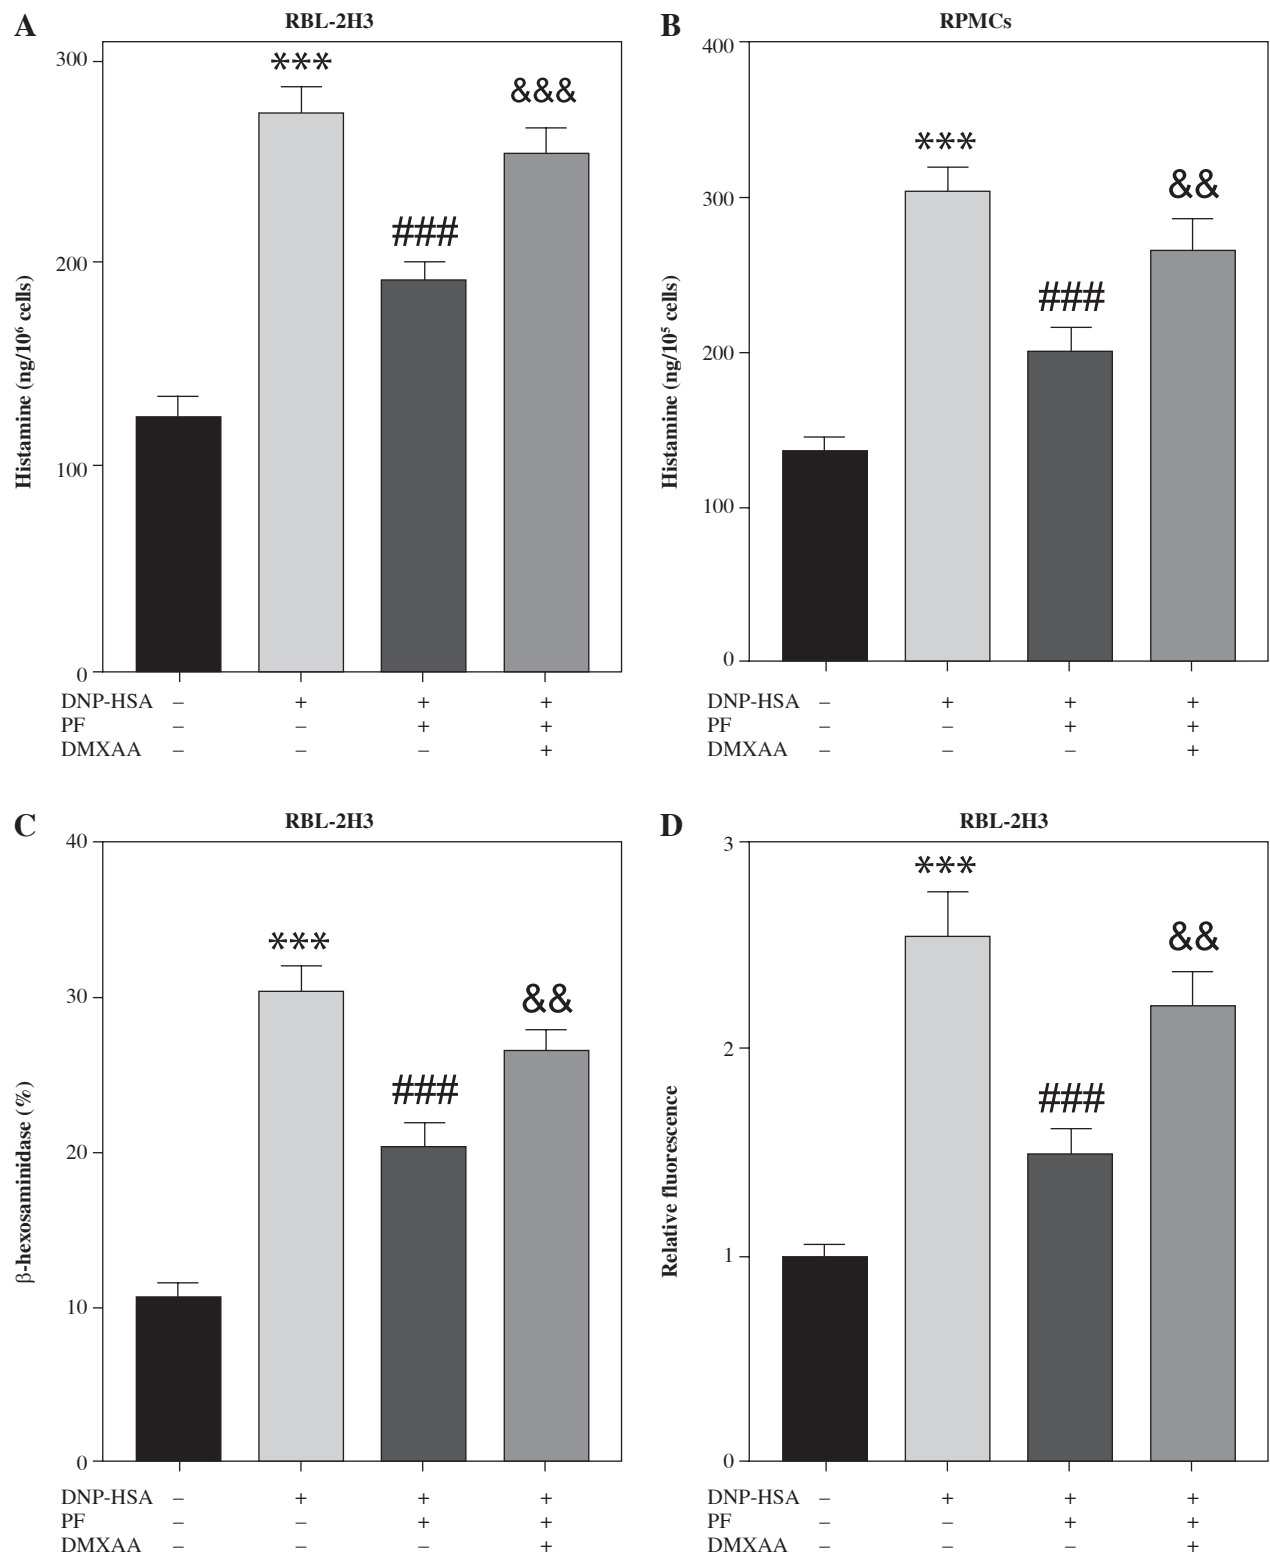 A RBL-2H3
300
***
&&&
###
200
100
0
Histamine (ng/10⁶ cells)
DNP-HSA – + + +
PF – – + +
DMXAA – – – +
B RPMCs
400
***
&&
300
###
200
100
0
Histamine (ng/10⁵ cells)
DNP-HSA – + + +
PF – – + +
DMXAA – – – +
C RBL-2H3
40
***
&&
30
###
20
10
0
β-hexosaminidase (%)
DNP-HSA – + + +
PF – – + +
DMXAA – – – +
D RBL-2H3
3
***
&&
2
###
1
0
Relative fluorescence
DNP-HSA – + + +
PF – – + +
DMXAA – – – +